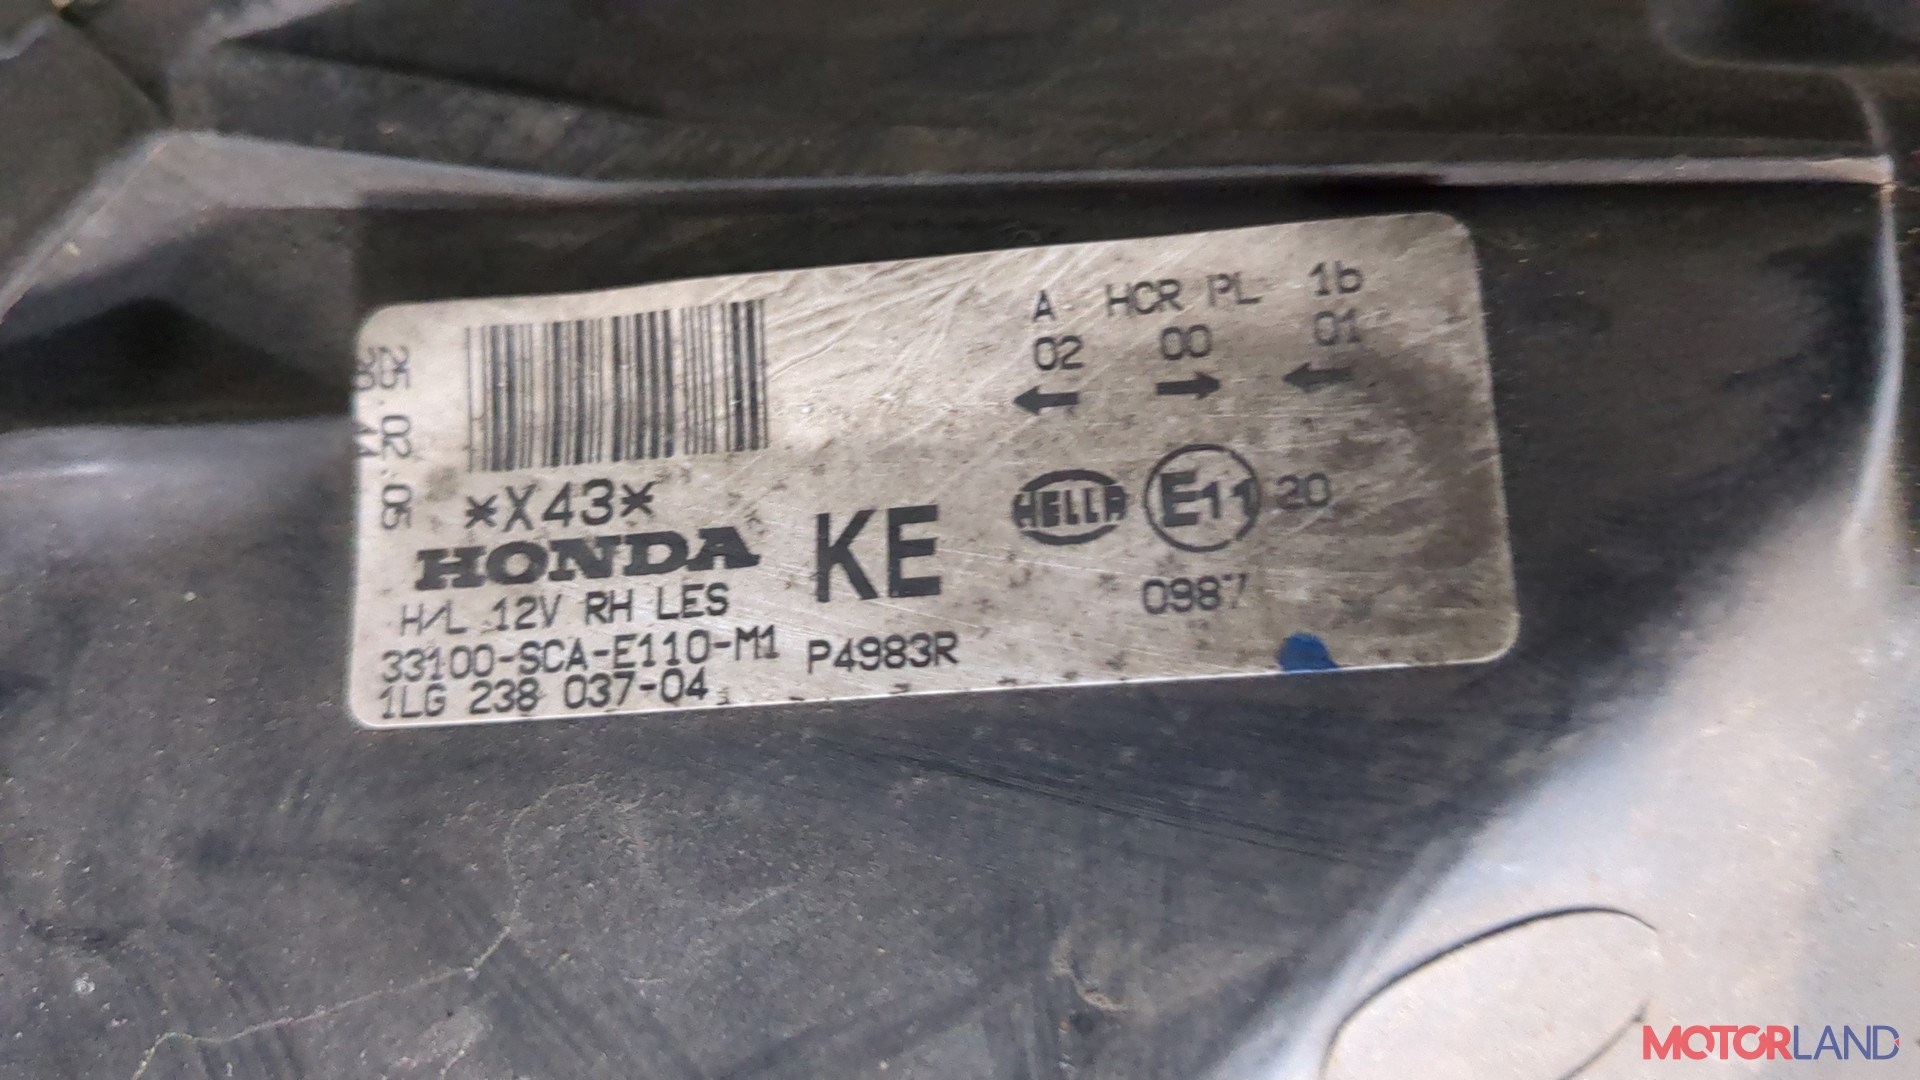 25.02.05
*X43*
HONDA
KE
H/L 12V RH LES
33100-SCA-E110-M1 P4983R
1LG 238 037-04
A HCR PL 1b
02 00 01
HELLA E11 20
0987
MOTORLAND